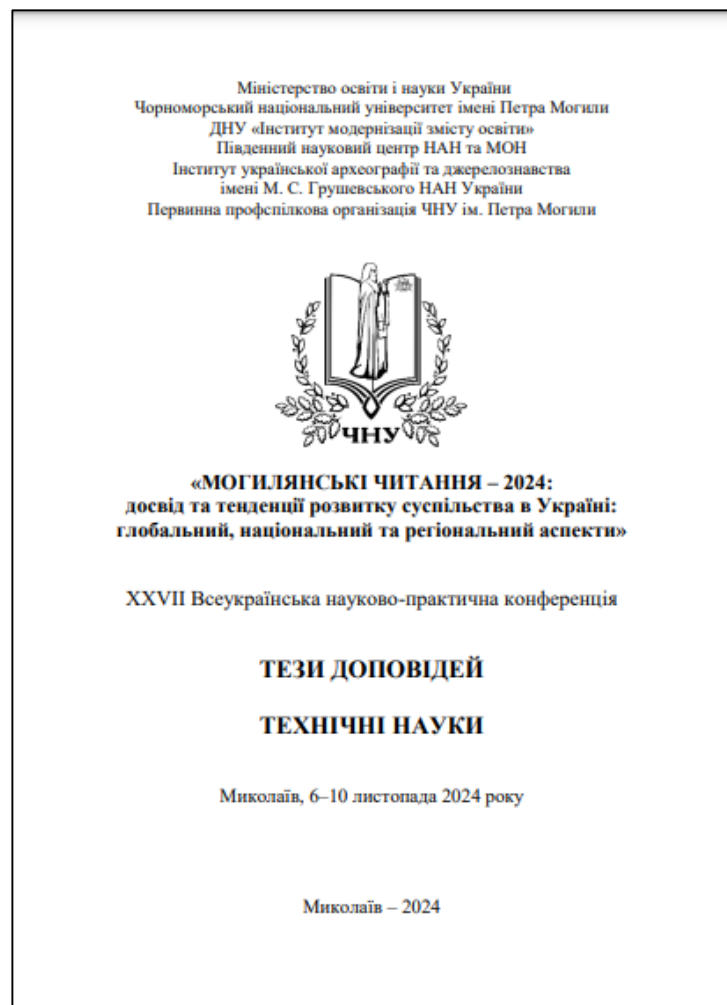 Міністерство освіти і науки України
Чорноморський національний університет імені Петра Могили
ДНУ «Інститут модернізації змісту освіти»
Південний науковий центр НАН та МОН
Інститут української археографії та джерелознавства
імені М. С. Грушевського НАН України
Первинна профспілкова організація ЧНУ ім. Петра Могили
ЧНУ
«МОГИЛЯНСЬКІ ЧИТАННЯ – 2024:
досвід та тенденції розвитку суспільства в Україні:
глобальний, національний та регіональний аспекти»
XXVII Всеукраїнська науково-практична конференція
ТЕЗИ ДОПОВІДЕЙ
ТЕХНІЧНІ НАУКИ
Миколаїв, 6–10 листопада 2024 року
Миколаїв – 2024